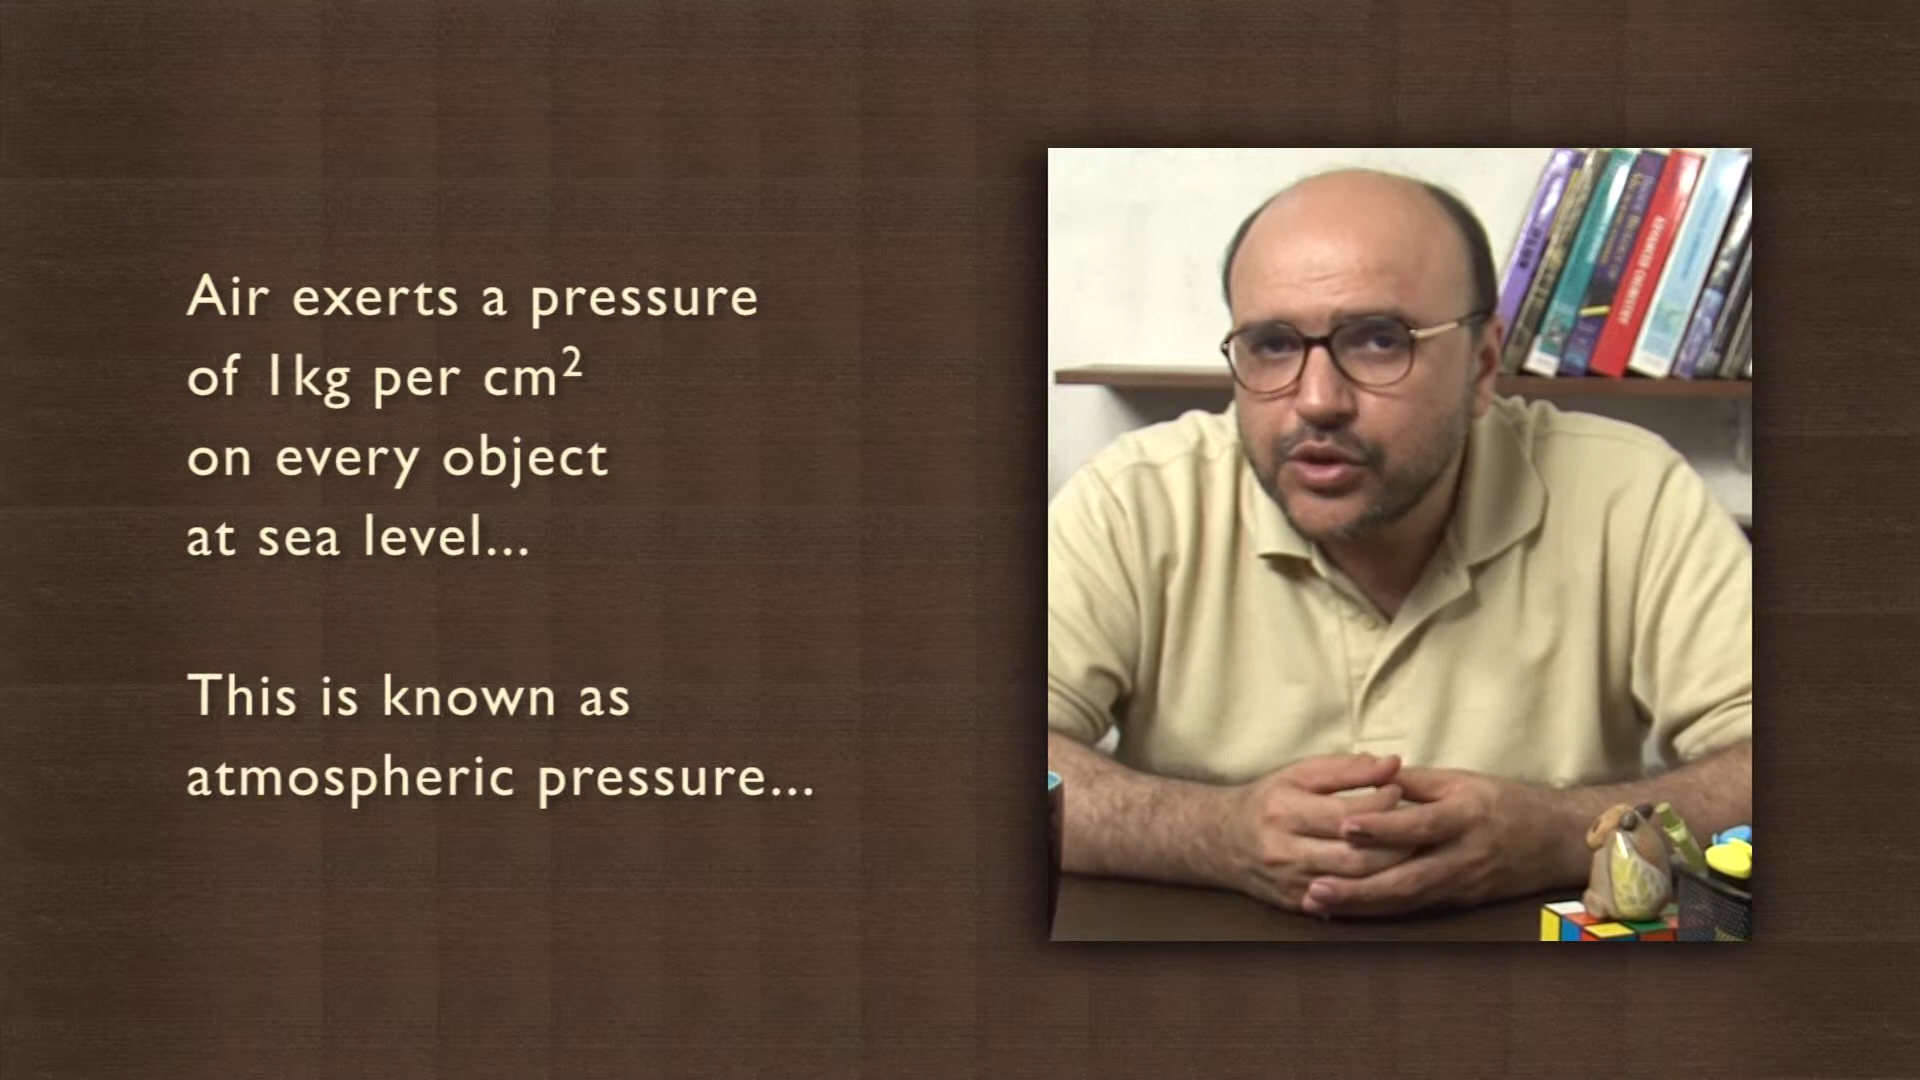 Air exerts a pressure
of 1kg per cm²
on every object
at sea level...
This is known as
atmospheric pressure...